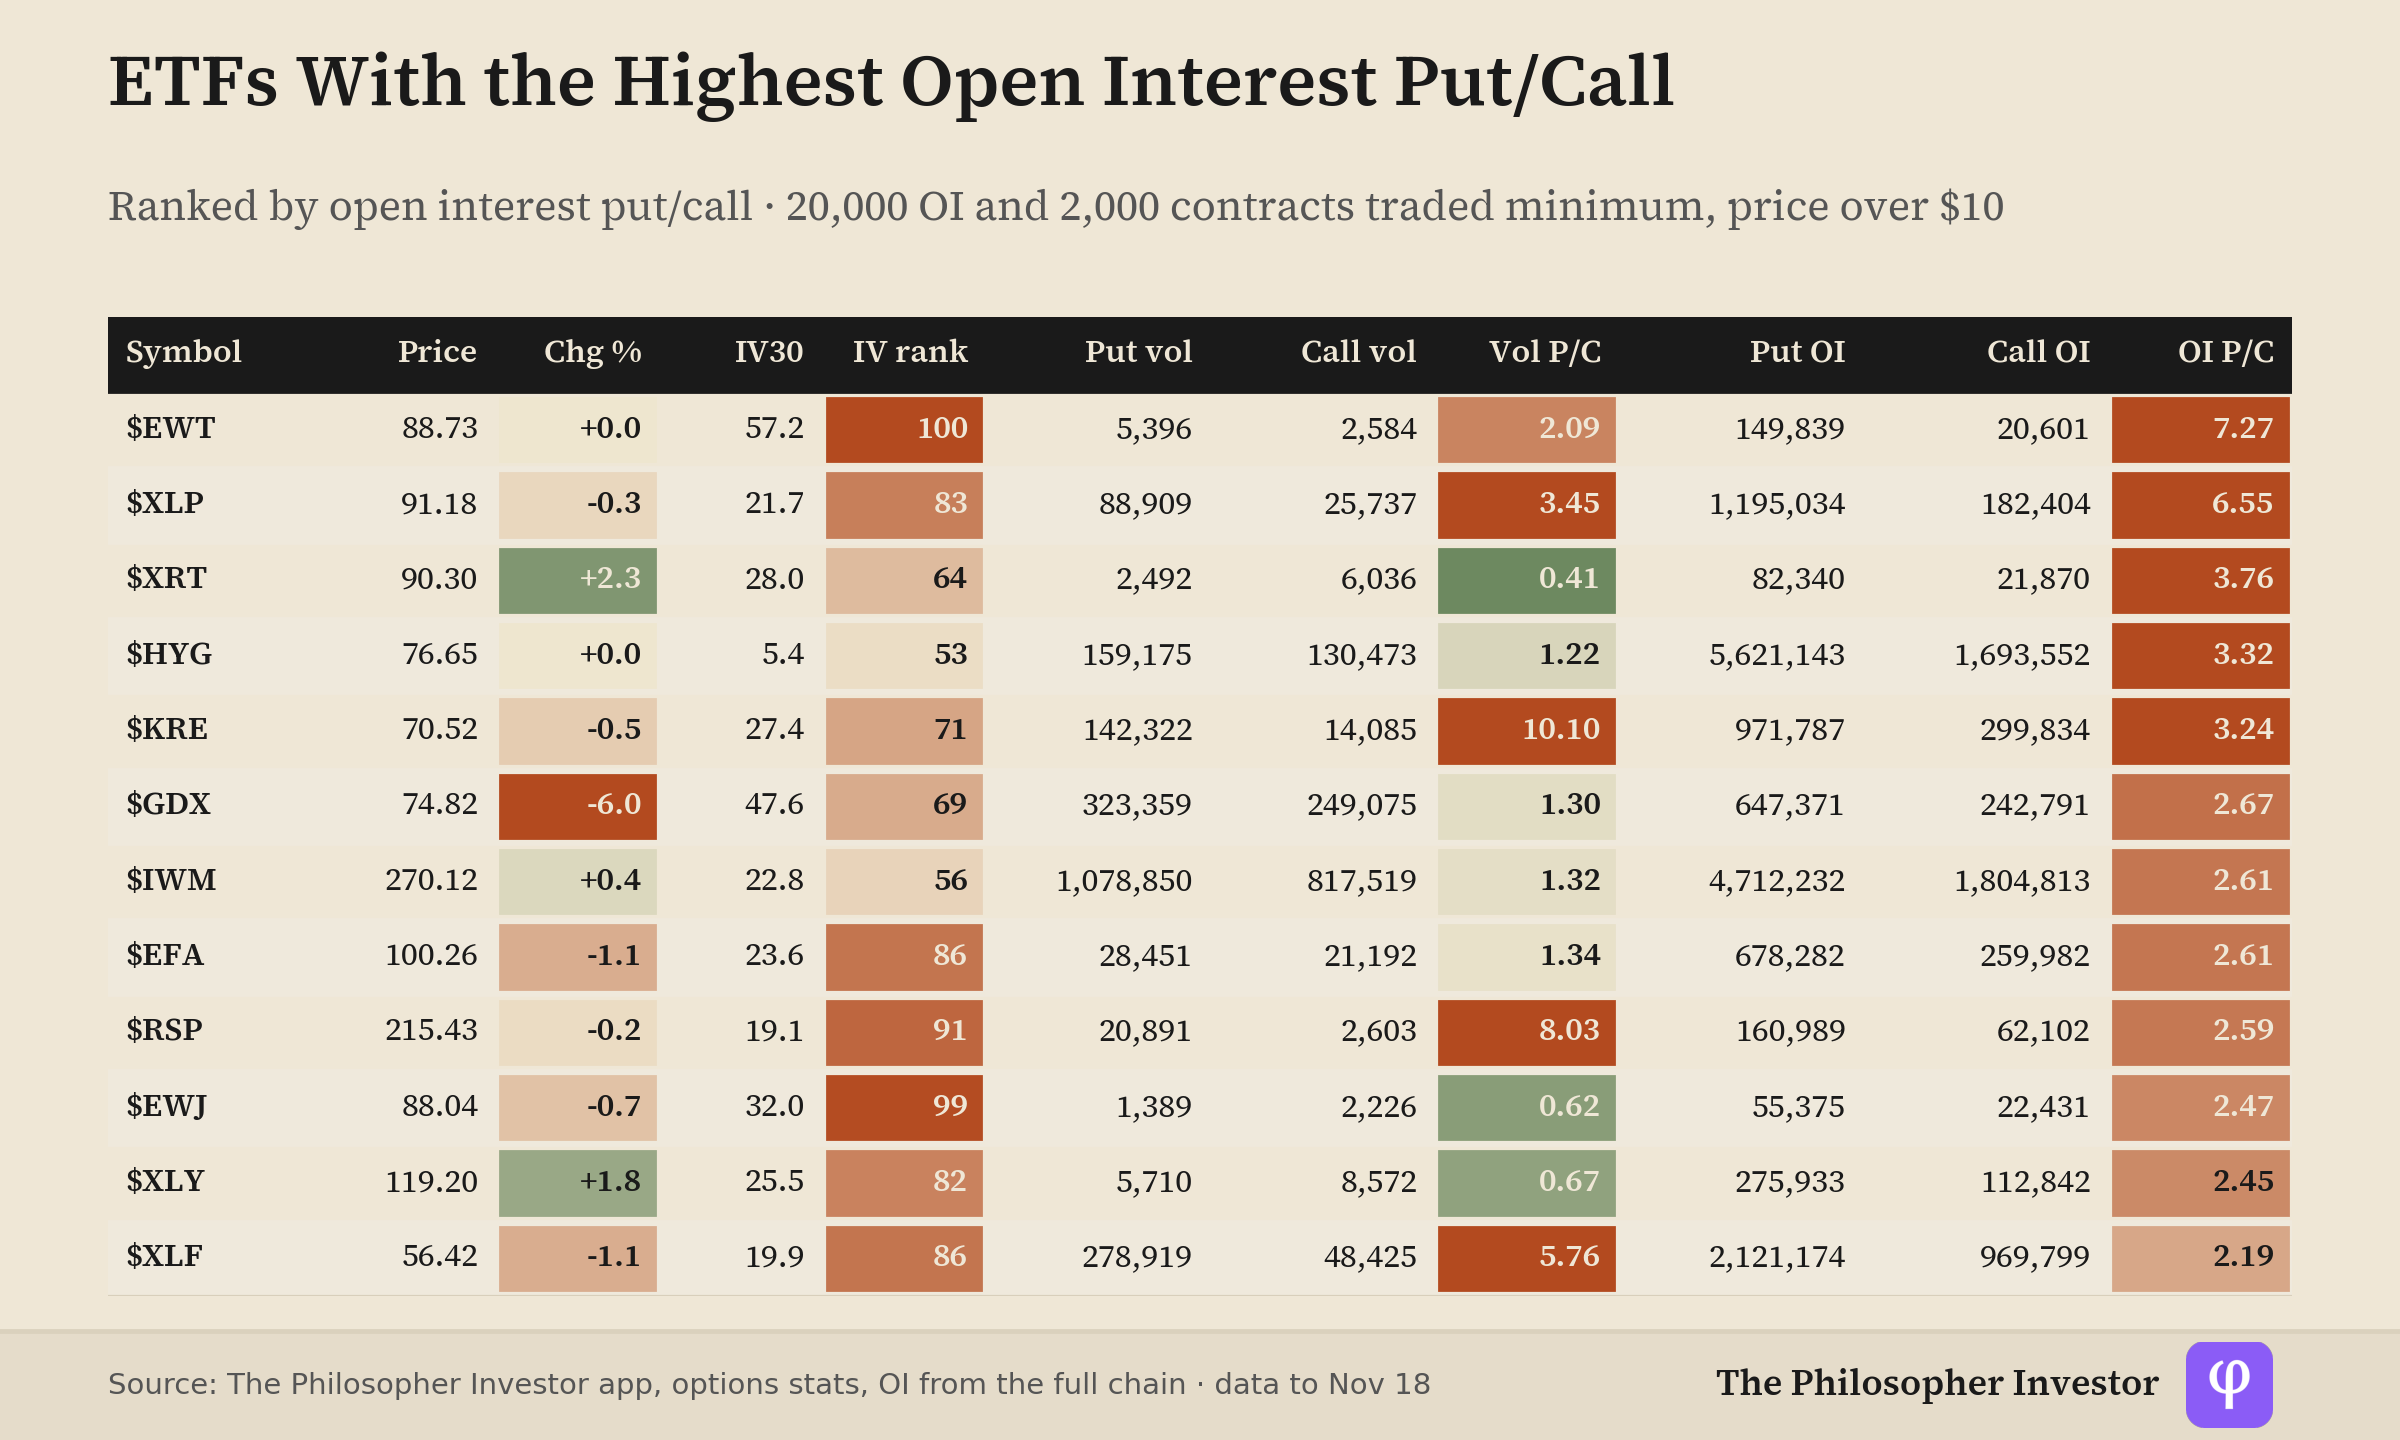 ETFs With the Highest Open Interest Put/Call
Ranked by open interest put/call · 20,000 OI and 2,000 contracts traded minimum, price over $10
Symbol Price Chg % IV30 IV rank Put vol Call vol Vol P/C Put OI Call OI OI P/C
$EWT 88.73 +0.0 57.2 100 5,396 2,584 2.09 149,839 20,601 7.27
$XLP 91.18 -0.3 21.7 83 88,909 25,737 3.45 1,195,034 182,404 6.55
$XRT 90.30 +2.3 28.0 64 2,492 6,036 0.41 82,340 21,870 3.76
$HYG 76.65 +0.0 5.4 53 159,175 130,473 1.22 5,621,143 1,693,552 3.32
$KRE 70.52 -0.5 27.4 71 142,322 14,085 10.10 971,787 299,834 3.24
$GDX 74.82 -6.0 47.6 69 323,359 249,075 1.30 647,371 242,791 2.67
$IWM 270.12 +0.4 22.8 56 1,078,850 817,519 1.32 4,712,232 1,804,813 2.61
$EFA 100.26 -1.1 23.6 86 28,451 21,192 1.34 678,282 259,982 2.61
$RSP 215.43 -0.2 19.1 91 20,891 2,603 8.03 160,989 62,102 2.59
$EWJ 88.04 -0.7 32.0 99 1,389 2,226 0.62 55,375 22,431 2.47
$XLY 119.20 +1.8 25.5 82 5,710 8,572 0.67 275,933 112,842 2.45
$XLF 56.42 -1.1 19.9 86 278,919 48,425 5.76 2,121,174 969,799 2.19
Source: The Philosopher Investor app, options stats, OI from the full chain · data to Nov 18
The Philosopher Investor φ